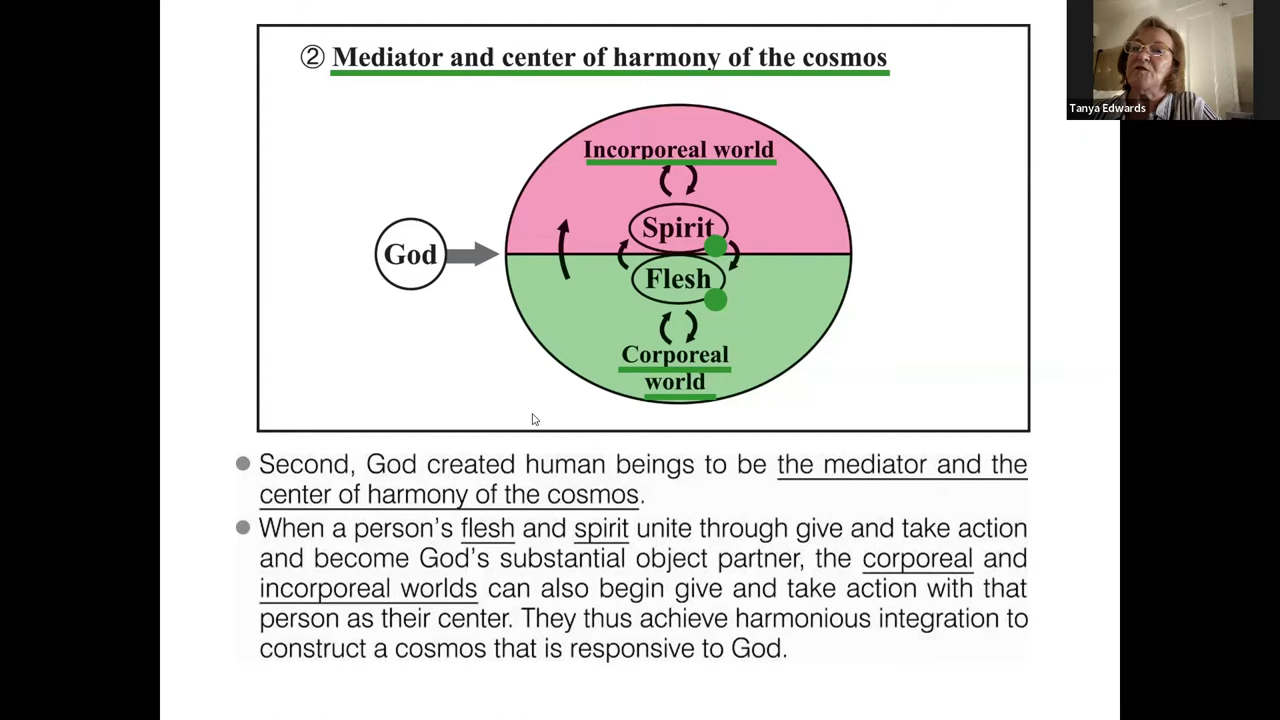 ② Mediator and center of harmony of the cosmos
Tanya Edwards
Incorporeal world
Spirit
God
Flesh
Corporeal
world
Second, God created human beings to be the mediator and the
center of harmony of the cosmos.
When a person's flesh and spirit unite through give and take action
and become God's substantial object partner, the corporeal and
incorporeal worlds can also begin give and take action with that
person as their center. They thus achieve harmonious integration to
construct a cosmos that is responsive to God.